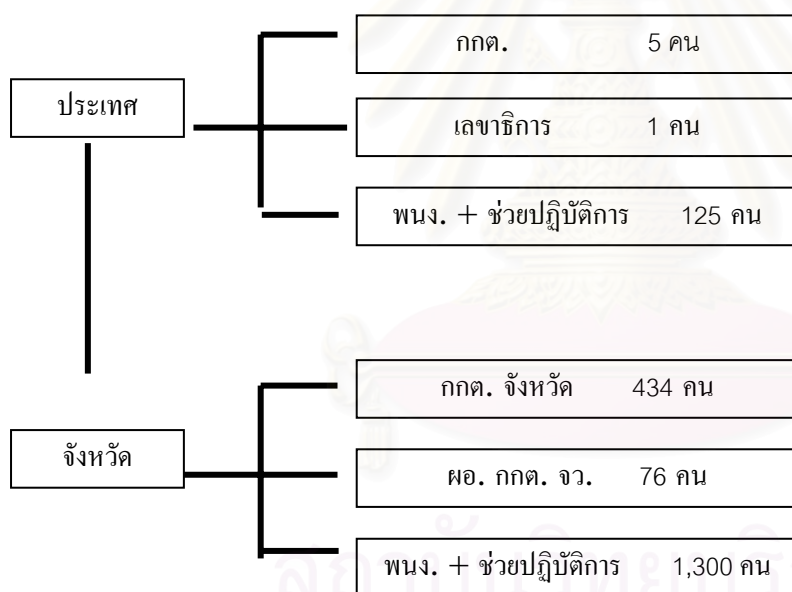 กกต. 5 คน
ประเทศ
เลขาธิการ 1 คน
พนง. + ช่วยปฏิบัติการ 125 คน
กกต. จังหวัด 434 คน
จังหวัด
ผอ. กกต. จว. 76 คน
พนง. + ช่วยปฏิบัติการ 1,300 คน